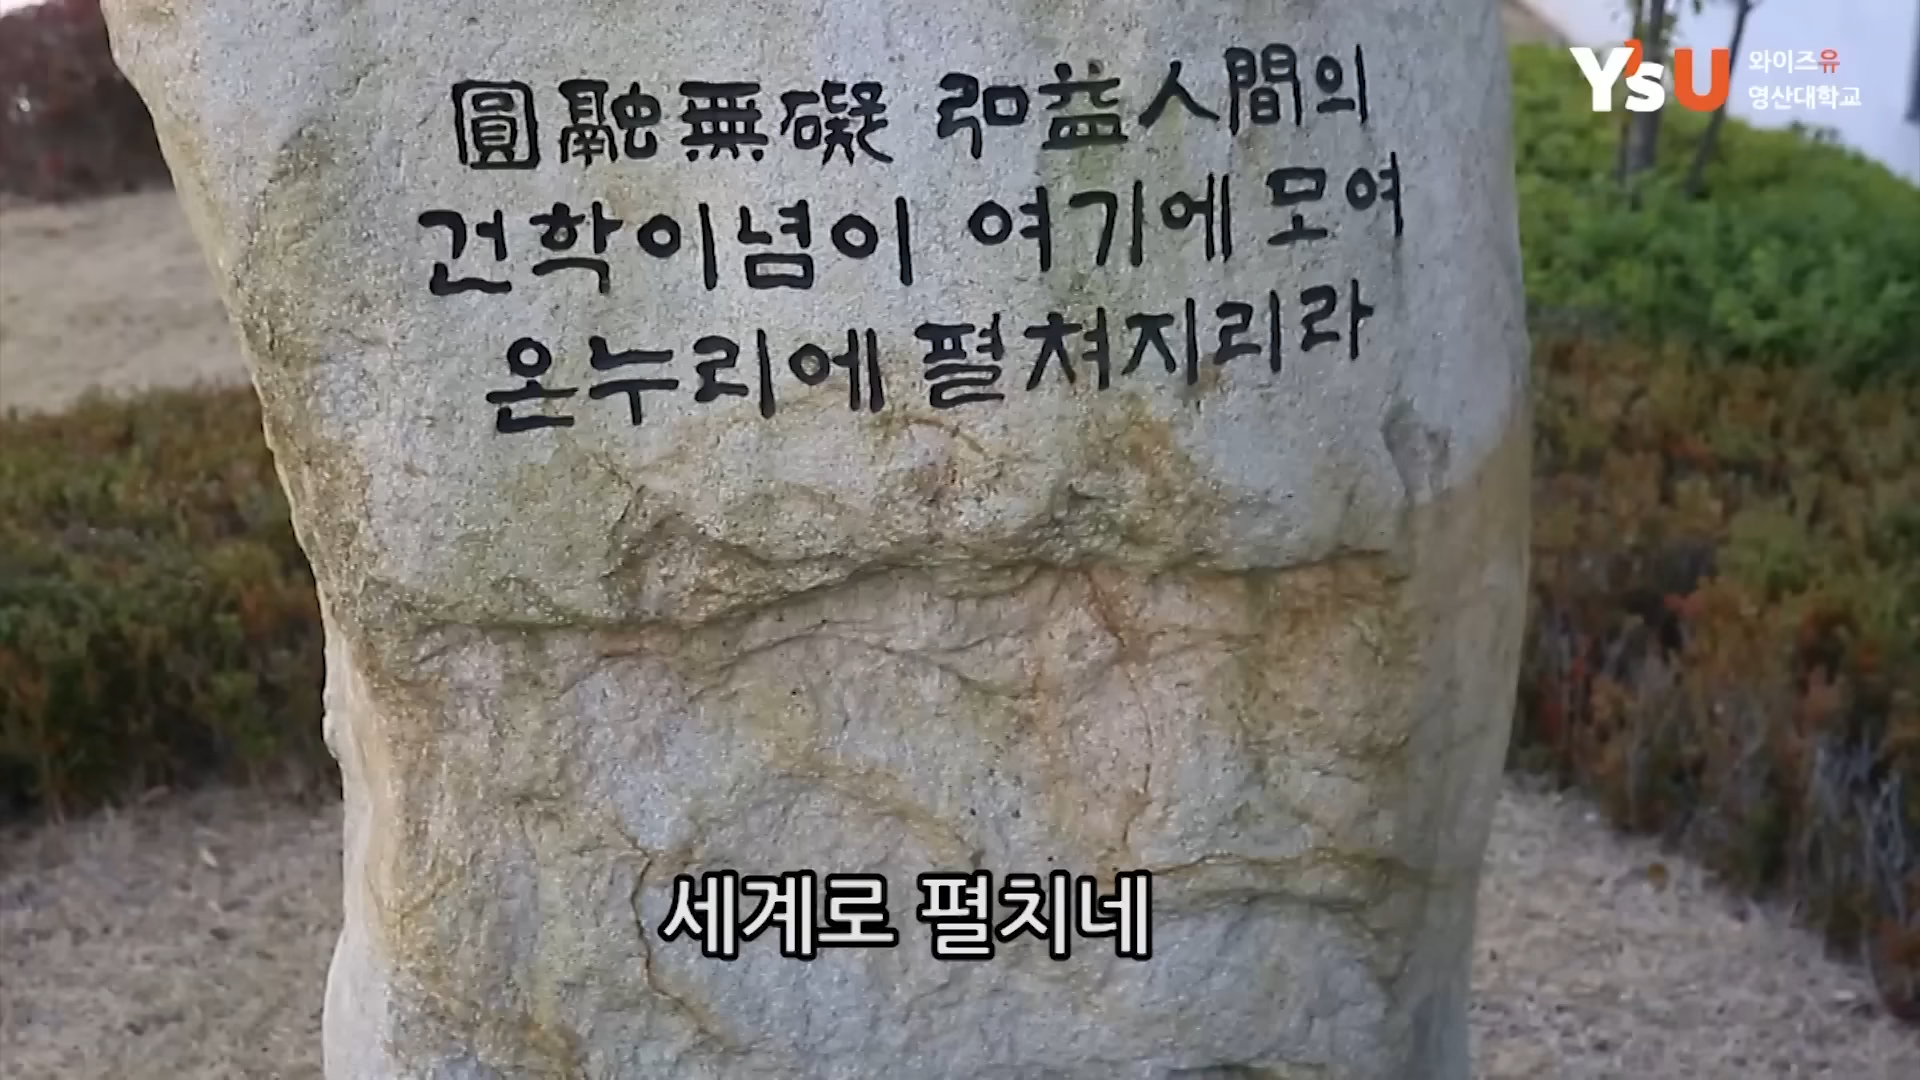 圓融無礙 弘益人間의
건학이념이 여기에 모여
온누리에 펼쳐지리라
YsU 와이즈유
영산대학교
세계로 펼치네